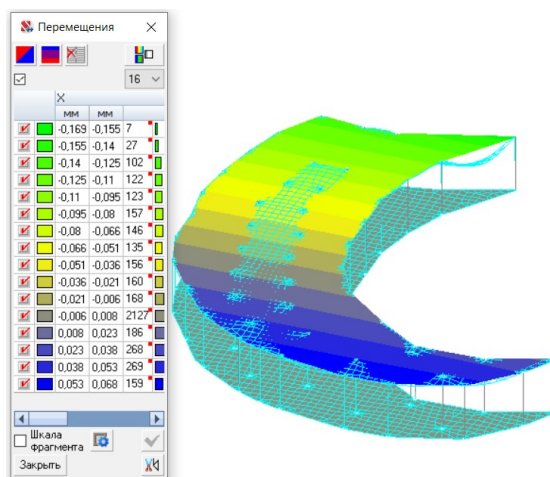 Перемещения
16
X
мм мм
-0,169 -0,155 7
-0,155 -0,14 27
-0,14 -0,125 102
-0,125 -0,11 122
-0,11 -0,095 123
-0,095 -0,08 157
-0,08 -0,066 146
-0,066 -0,051 135
-0,051 -0,036 156
-0,036 -0,021 160
-0,021 -0,006 168
-0,006 0,008 2127
0,008 0,023 186
0,023 0,038 268
0,038 0,053 269
0,053 0,068 159
Шкала
фрагмента
Закрыть